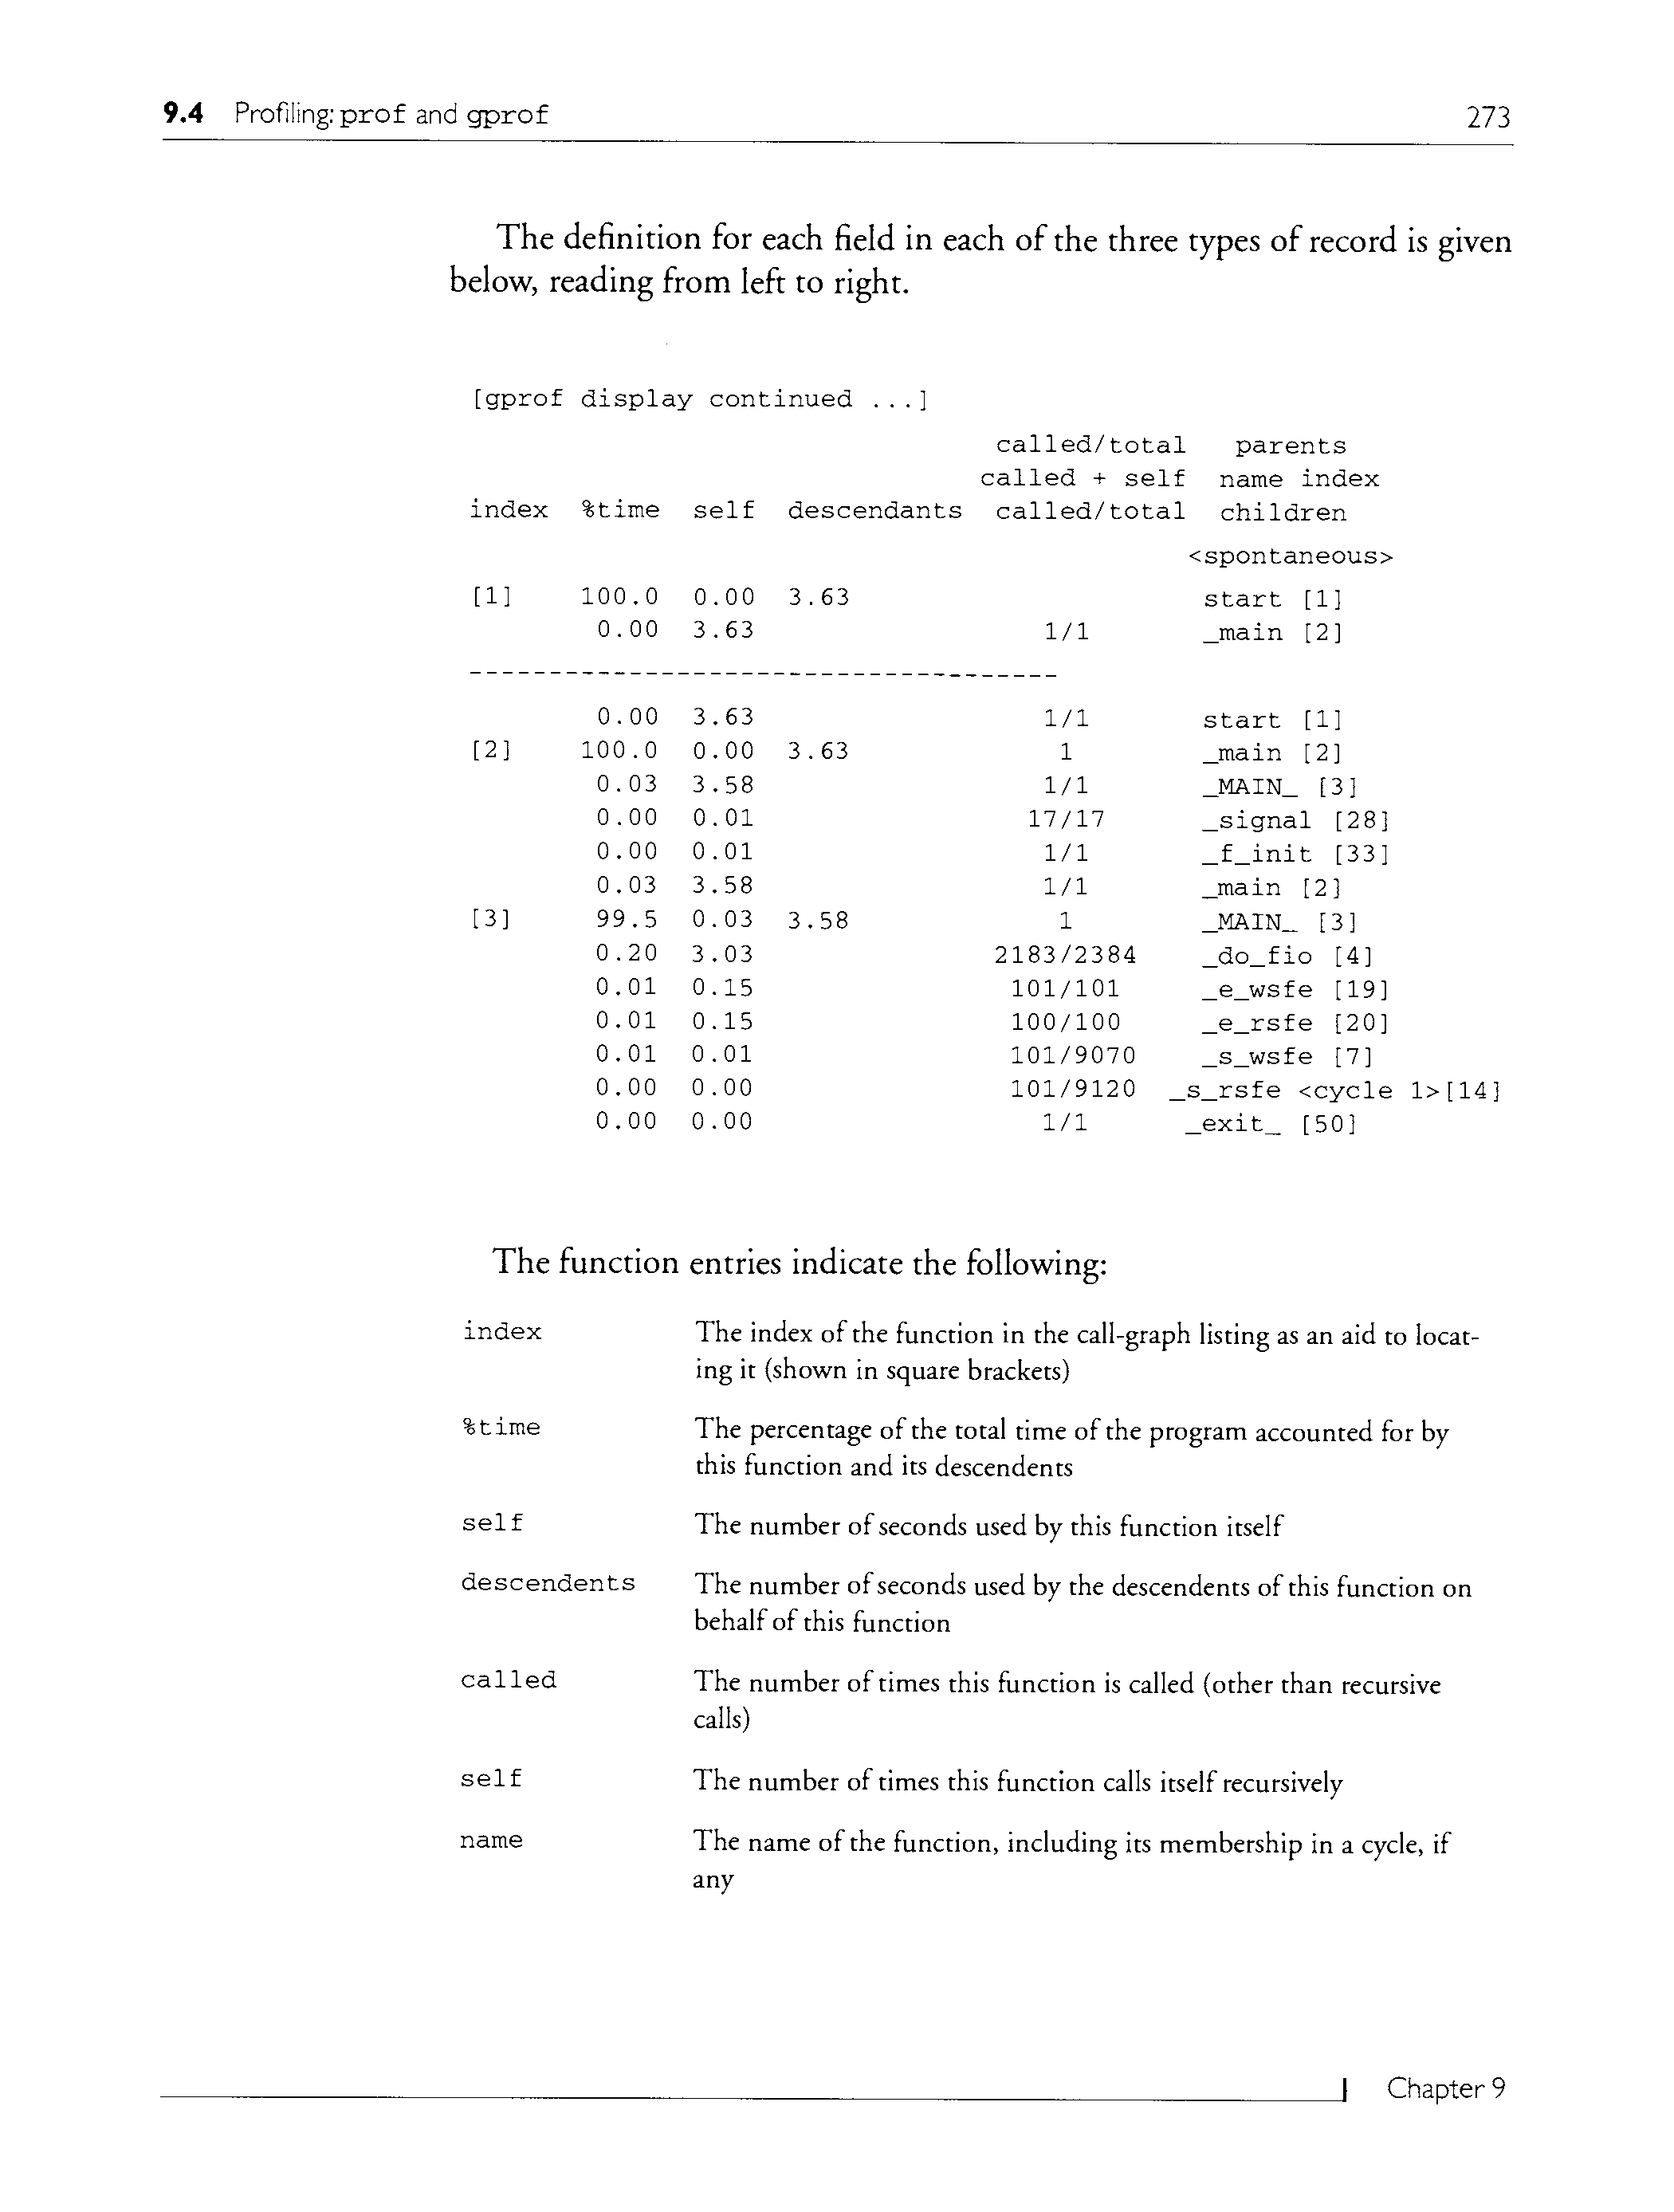 9.4 Profiling: prof and gprof 273
The definition for each field in each of the three types of record is given
below, reading from left to right.
[gprof display continued ...]
called/total parents
called + self name index
index %time self descendants called/total children
<spontaneous>
[1] 100.0 0.00 3.63 start [1]
0.00 3.63 1/1 _main [2]
-------------------------------------
0.00 3.63 1/1 start [1]
[2] 100.0 0.00 3.63 1 _main [2]
0.03 3.58 1/1 _MAIN_ [3]
0.00 0.01 17/17 _signal [28]
0.00 0.01 1/1 _f_init [33]
0.03 3.58 1/1 _main [2]
[3] 99.5 0.03 3.58 1 _MAIN_ [3]
0.20 3.03 2183/2384 _do_fio [4]
0.01 0.15 101/101 _e_wsfe [19]
0.01 0.15 100/100 _e_rsfe [20]
0.01 0.01 101/9070 _s_wsfe [7]
0.00 0.00 101/9120 _s_rsfe <cycle 1>[14]
0.00 0.00 1/1 _exit_ [50]
The function entries indicate the following:
index The index of the function in the call-graph listing as an aid to locat-
ing it (shown in square brackets)
%time The percentage of the total time of the program accounted for by
this function and its descendents
self The number of seconds used by this function itself
descendents The number of seconds used by the descendents of this function on
behalf of this function
called The number of times this function is called (other than recursive
calls)
self The number of times this function calls itself recursively
name The name of the function, including its membership in a cycle, if
any
Chapter 9